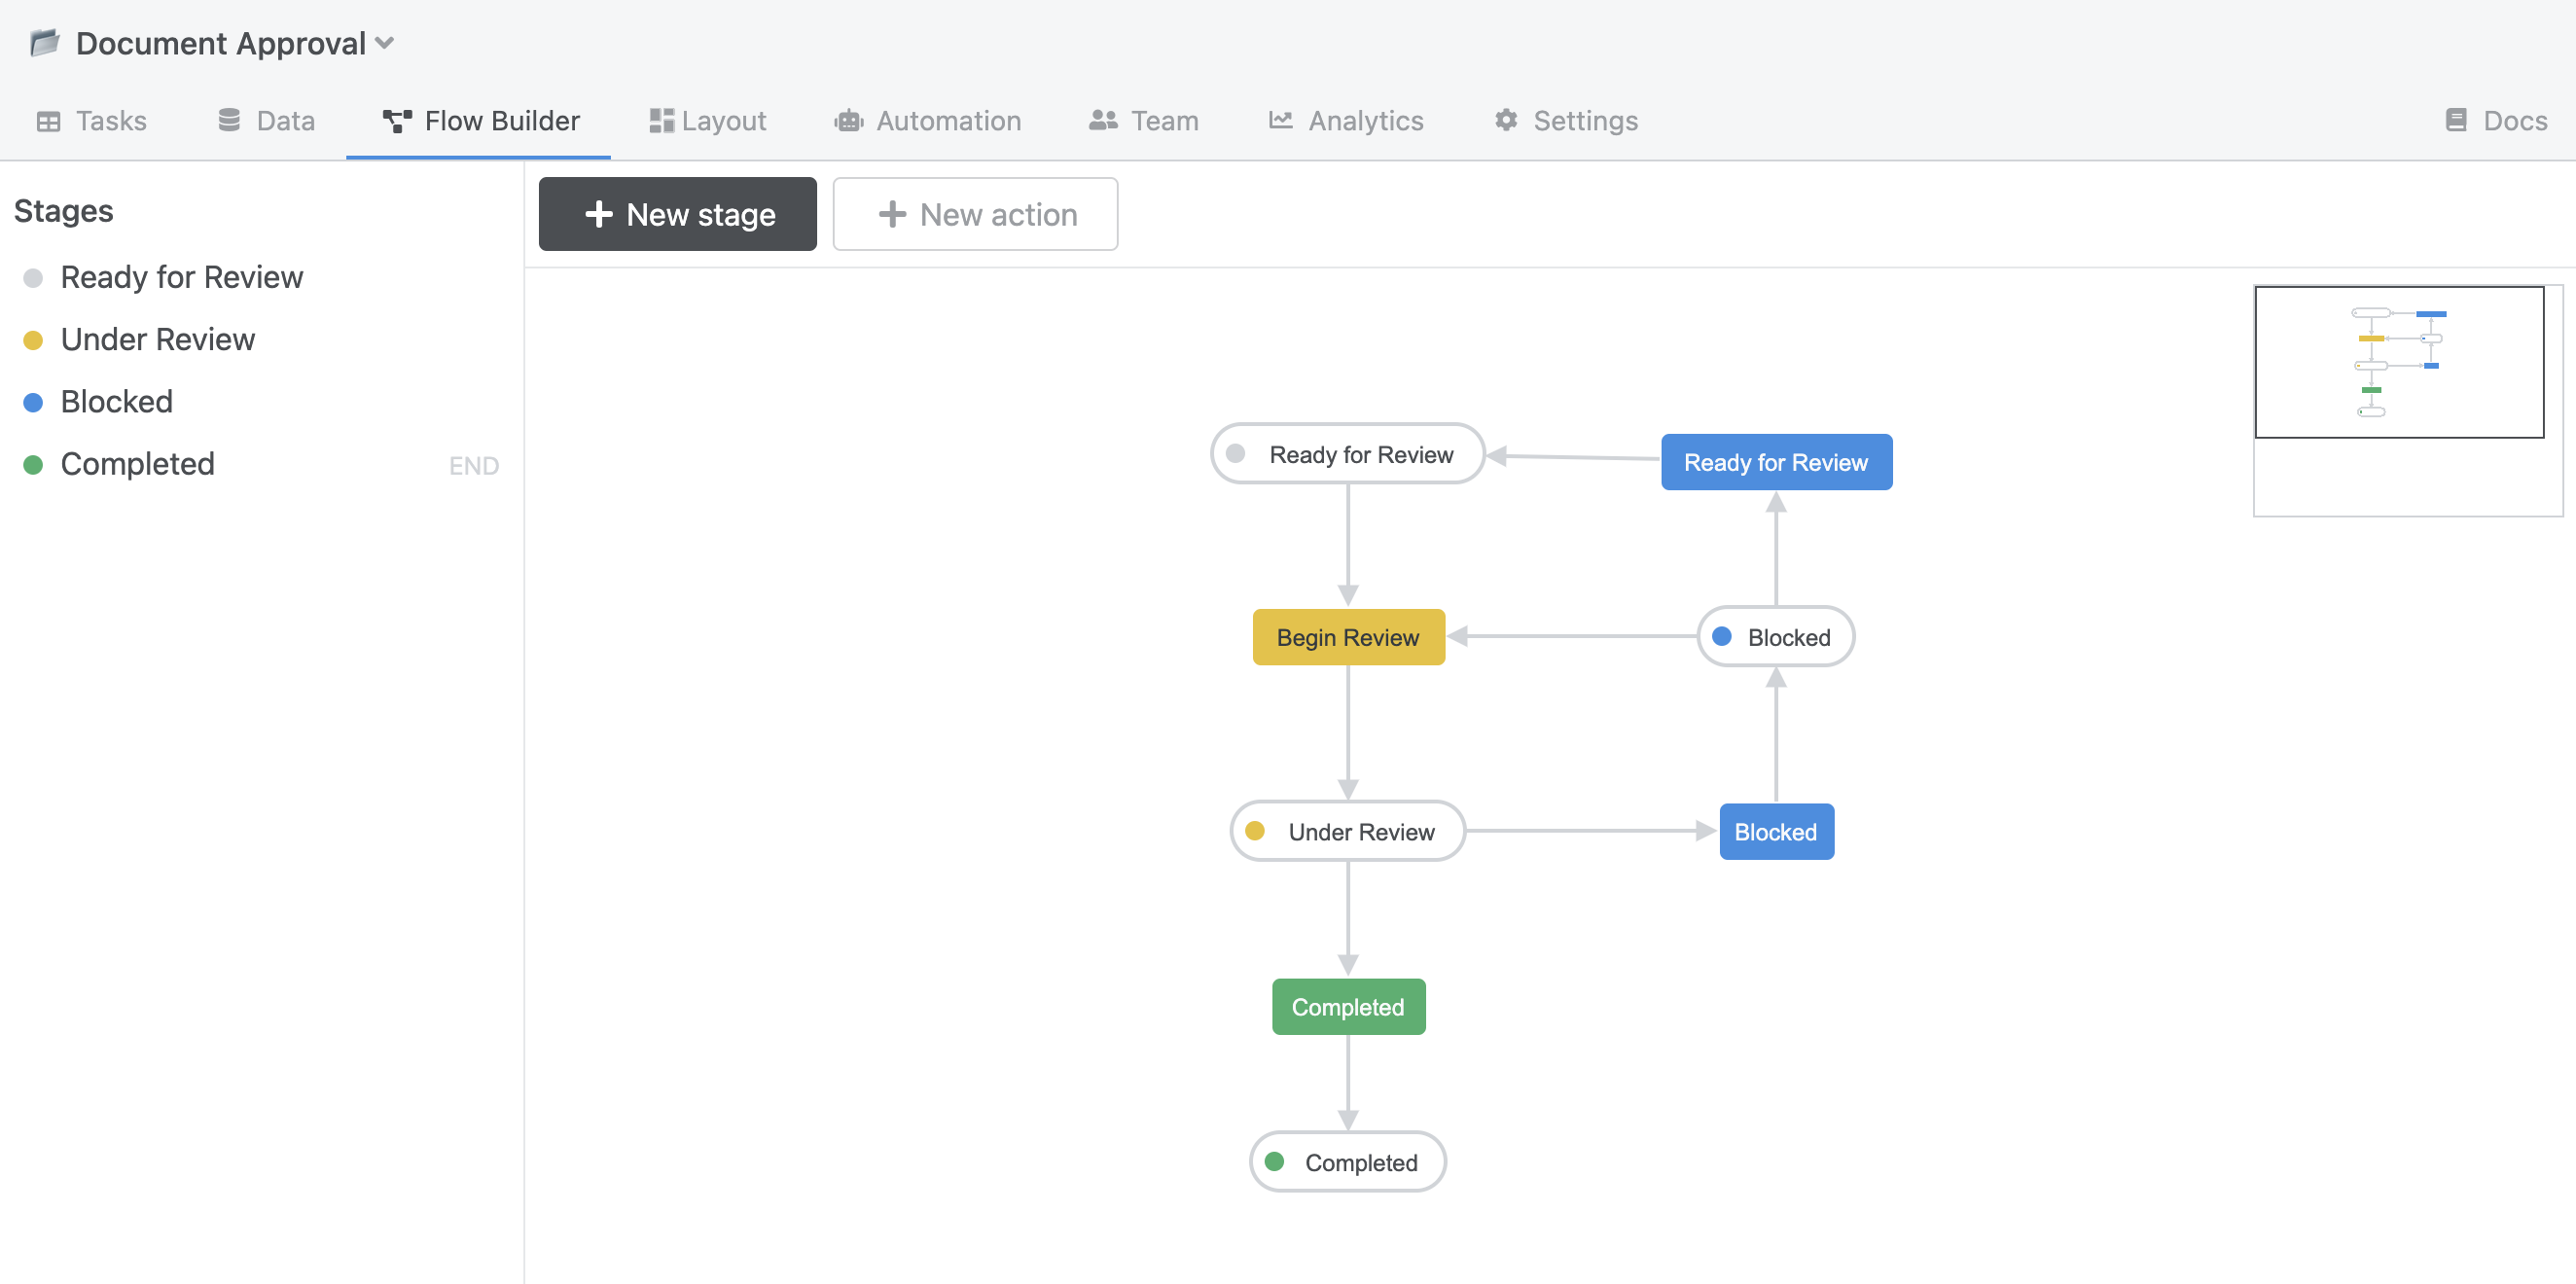 Document Approval
Tasks
Data
Flow Builder
Layout
Automation
Team
Analytics
Settings
Docs
Stages
Ready for Review
Under Review
Blocked
Completed
END
New stage
New action
Ready for Review
Ready for Review
Begin Review
Blocked
Under Review
Blocked
Completed
Completed